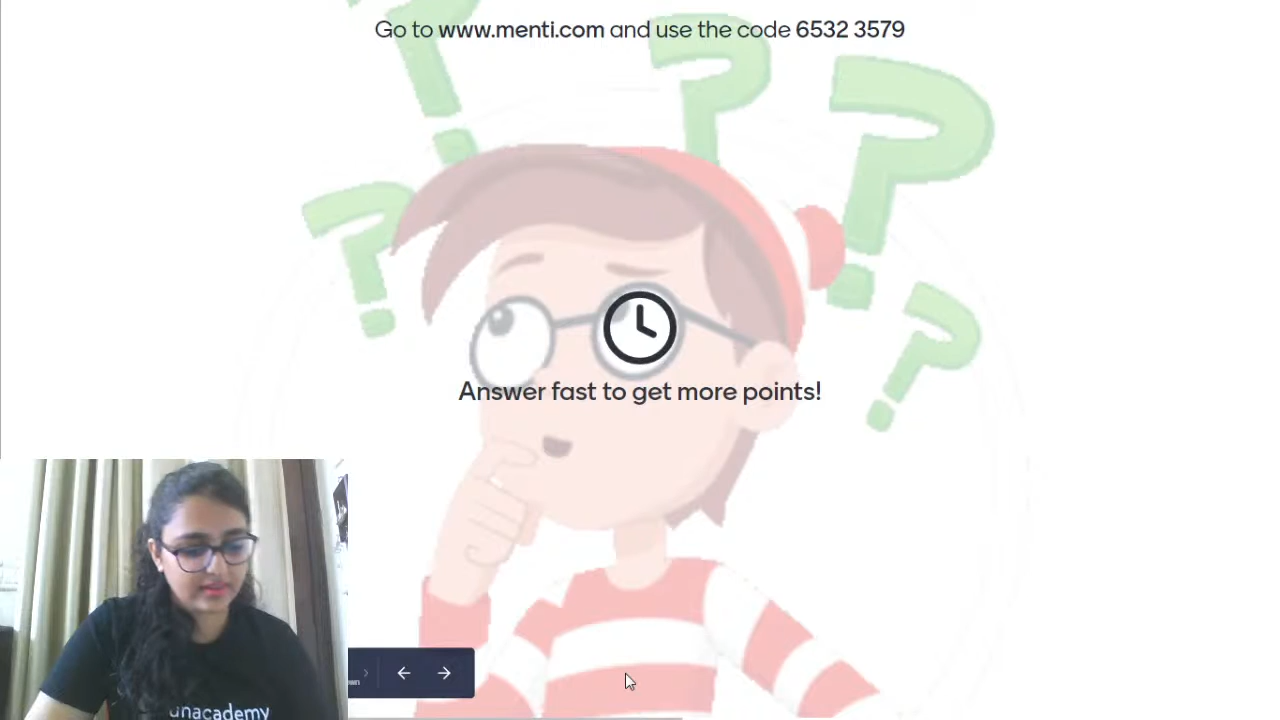 Go to www.menti.com and use the code 6532 3579
Answer fast to get more points!
unacademy